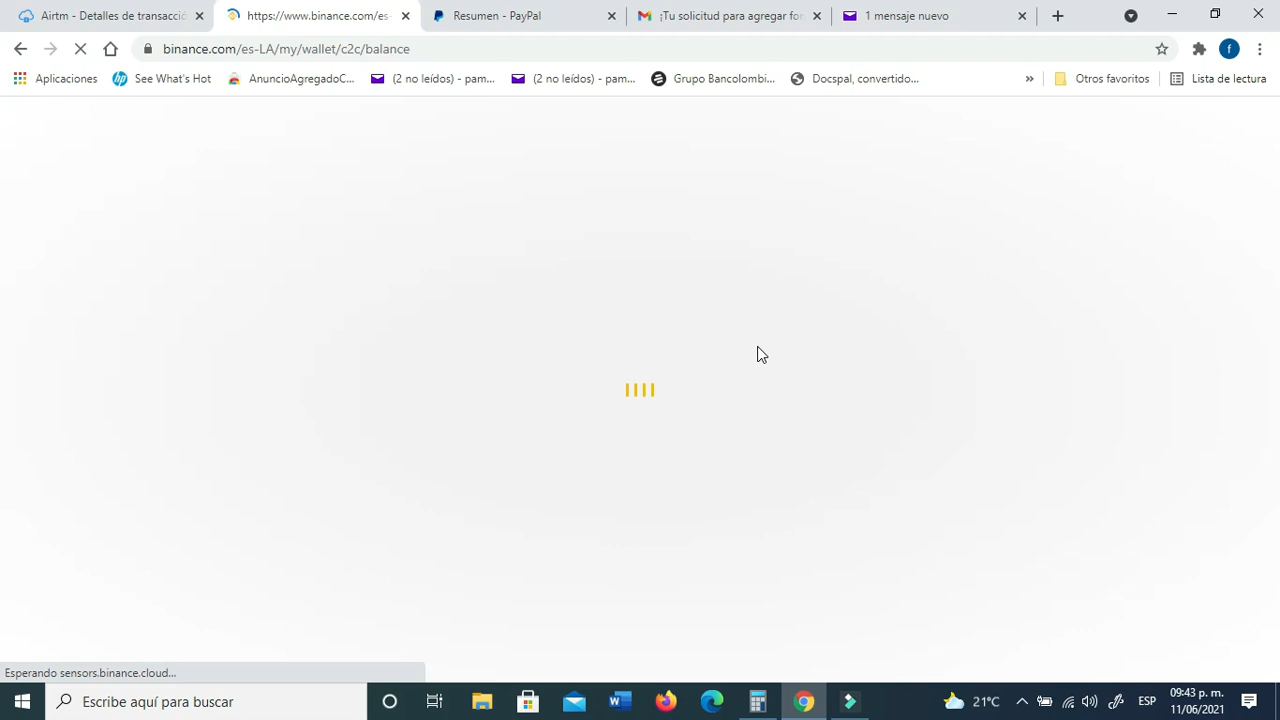 Airtm - Detalles de transacció
https://www.binance.com/es-
Resumen - PayPal
¡Tu solicitud para agregar fon
1 mensaje nuevo
binance.com/es-LA/my/wallet/c2c/balance
f
Aplicaciones
See What's Hot
AnuncioAgregadoC...
(2 no leídos) - pam...
(2 no leídos) - pam...
Grupo Bancolombi...
Docspal, convertido...
»
Otros favoritos
Lista de lectura
Esperando sensors.binance.cloud...
Escribe aquí para buscar
21°C
ESP
09:43 p. m.
11/06/2021